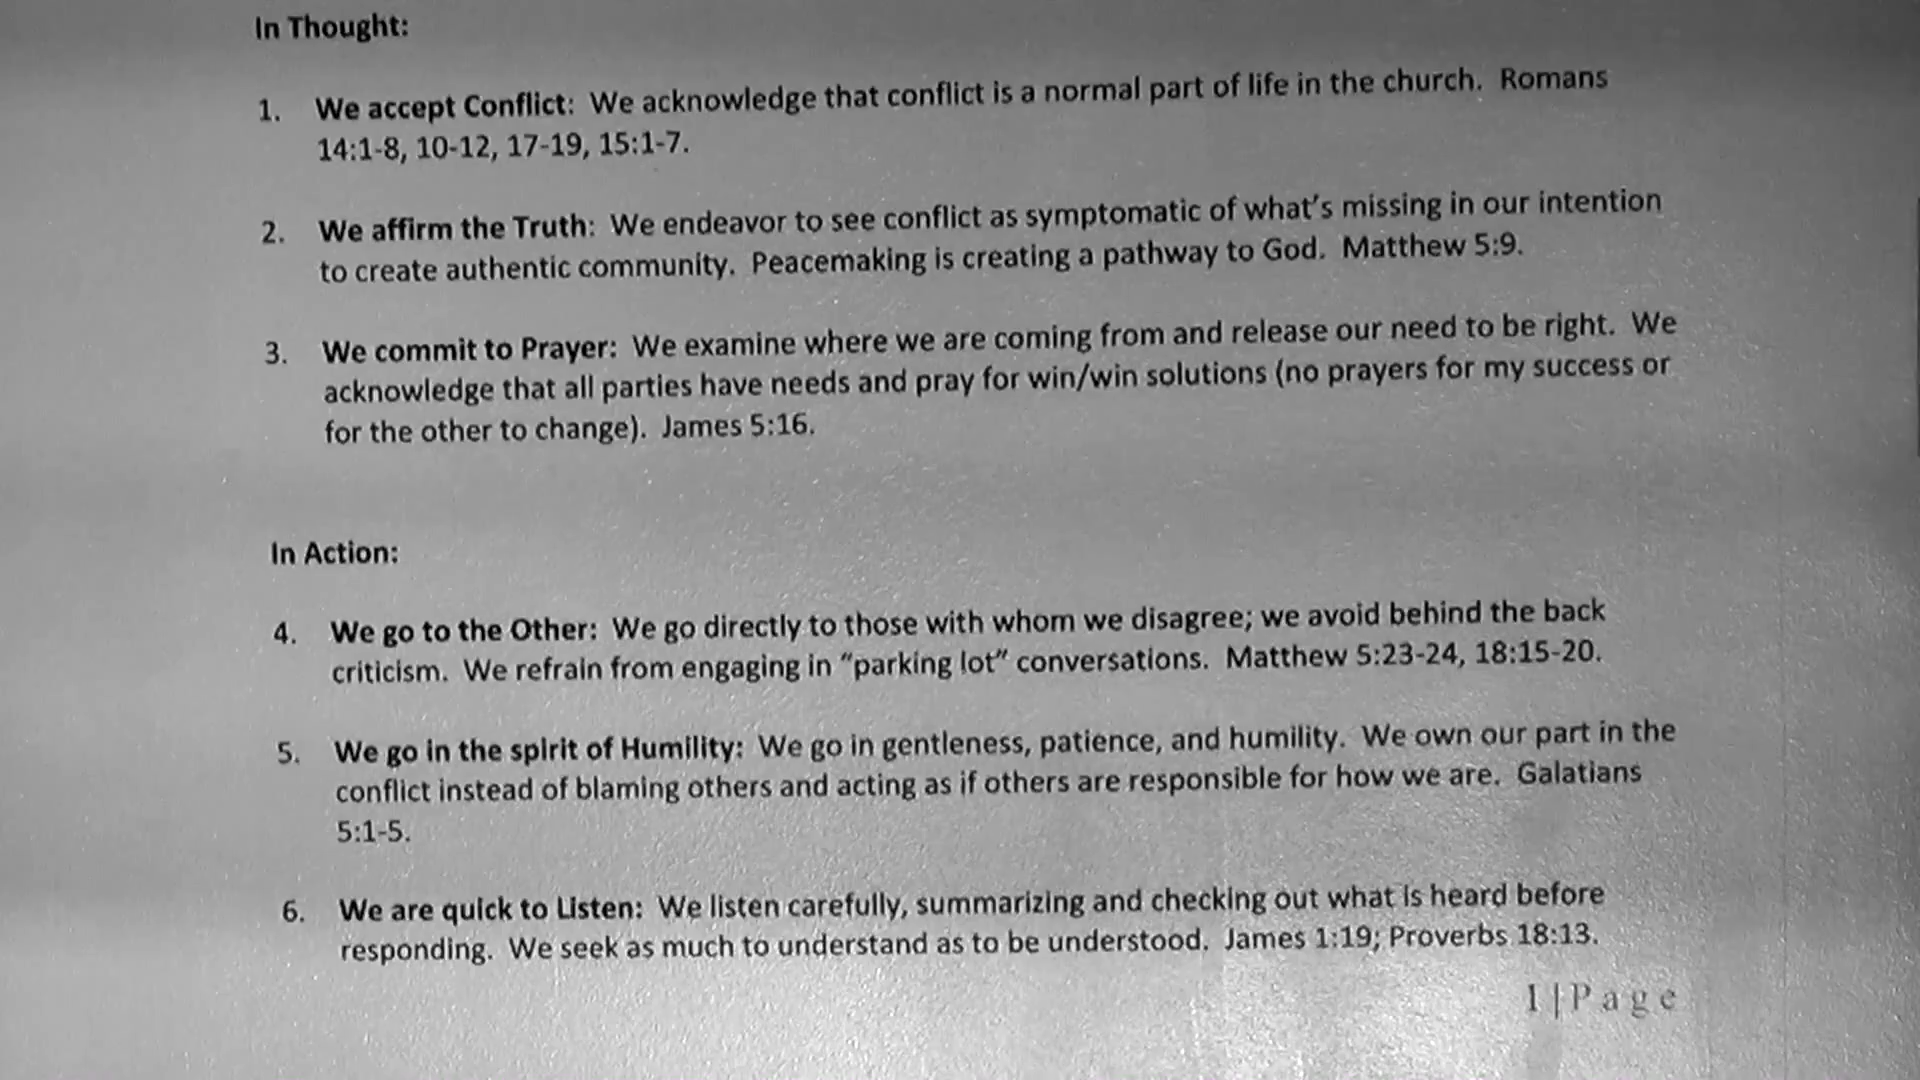 In Thought:
1. We accept Conflict: We acknowledge that conflict is a normal part of life in the church. Romans
14:1-8, 10-12, 17-19, 15:1-7.
2. We affirm the Truth: We endeavor to see conflict as symptomatic of what's missing in our intention
to create authentic community. Peacemaking is creating a pathway to God. Matthew 5:9.
3. We commit to Prayer: We examine where we are coming from and release our need to be right. We
acknowledge that all parties have needs and pray for win/win solutions (no prayers for my success or
for the other to change). James 5:16.
In Action:
4. We go to the Other: We go directly to those with whom we disagree; we avoid behind the back
criticism. We refrain from engaging in “parking lot” conversations. Matthew 5:23-24, 18:15-20.
5. We go in the spirit of Humility: We go in gentleness, patience, and humility. We own our part in the
conflict instead of blaming others and acting as if others are responsible for how we are. Galatians
5:1-5.
6. We are quick to Listen: We listen carefully, summarizing and checking out what is heard before
responding. We seek as much to understand as to be understood. James 1:19; Proverbs 18:13.
1 | P a g e